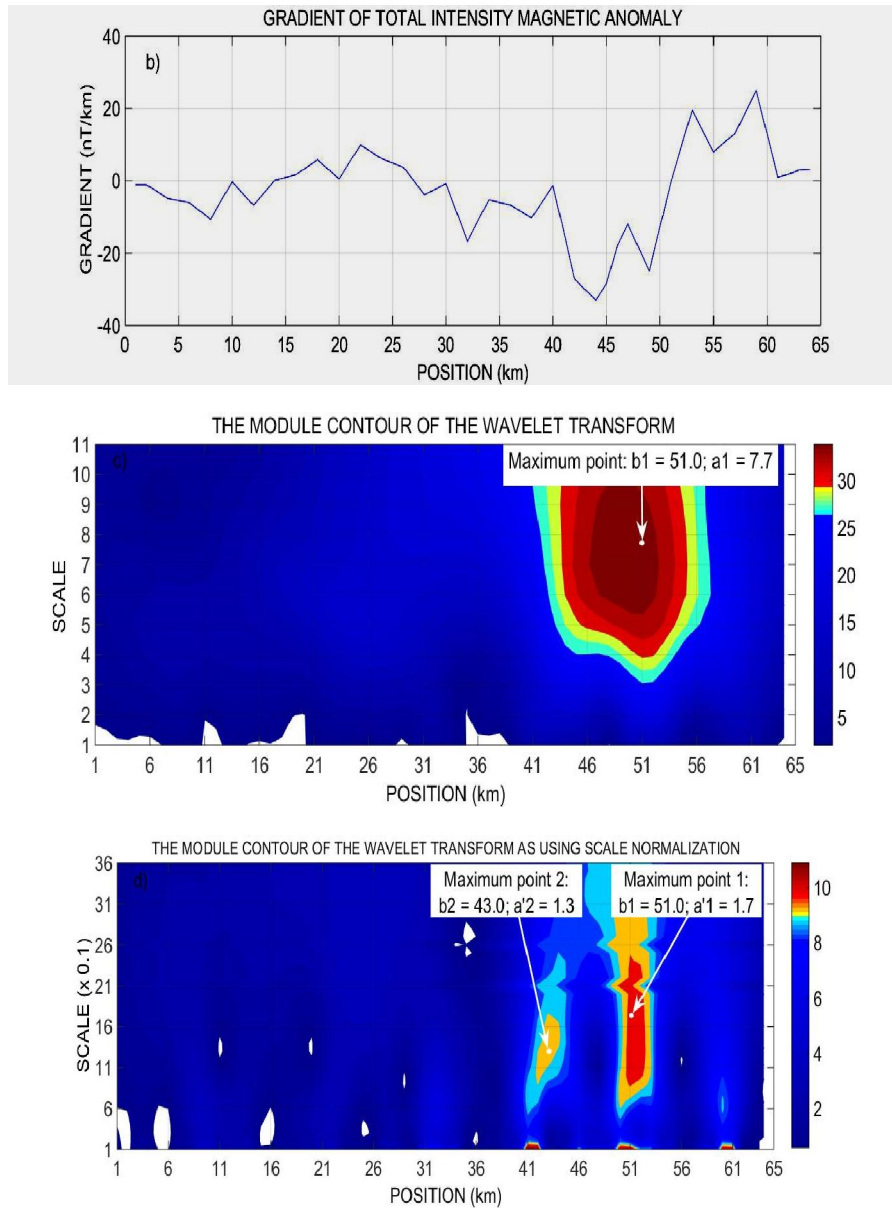 GRADIENT OF TOTAL INTENSITY MAGNETIC ANOMALY
b)
GRADIENT (nT/km)
40
20
0
-20
-40
0 5 10 15 20 25 30 35 40 45 50 55 60 65
POSITION (km)
THE MODULE CONTOUR OF THE WAVELET TRANSFORM
c)
Maximum point: b1 = 51.0; a1 = 7.7
SCALE
11
10
9
8
7
6
5
4
3
2
1
1 6 11 16 21 26 31 36 41 46 51 56 61 65
POSITION (km)
30
25
20
15
10
5
THE MODULE CONTOUR OF THE WAVELET TRANSFORM AS USING SCALE NORMALIZATION
d)
Maximum point 2:
b2 = 43.0; a'2 = 1.3
Maximum point 1:
b1 = 51.0; a'1 = 1.7
SCALE (x 0.1)
36
31
26
21
16
11
6
1
1 6 11 16 21 26 31 36 41 46 51 56 61 65
POSITION (km)
10
8
6
4
2